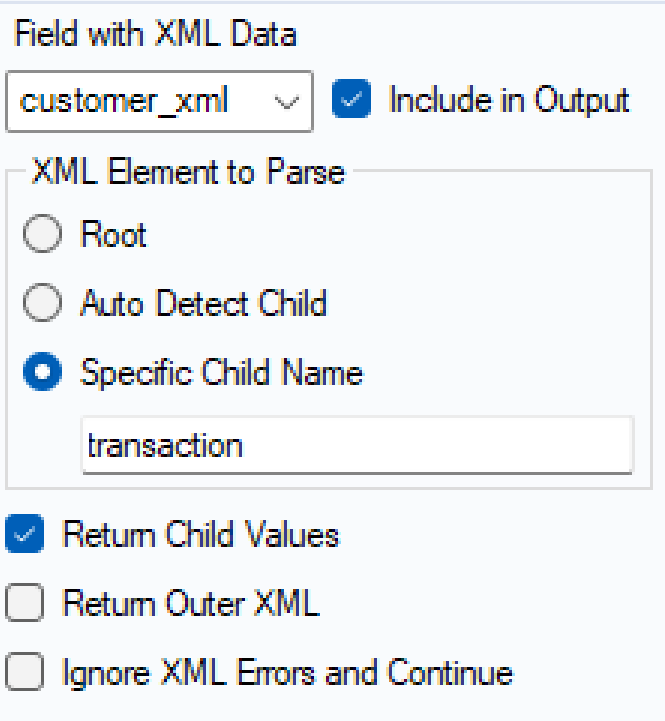 Field with XML Data
customer_xml
Include in Output
XML Element to Parse
Root
Auto Detect Child
Specific Child Name
transaction
Return Child Values
Return Outer XML
Ignore XML Errors and Continue